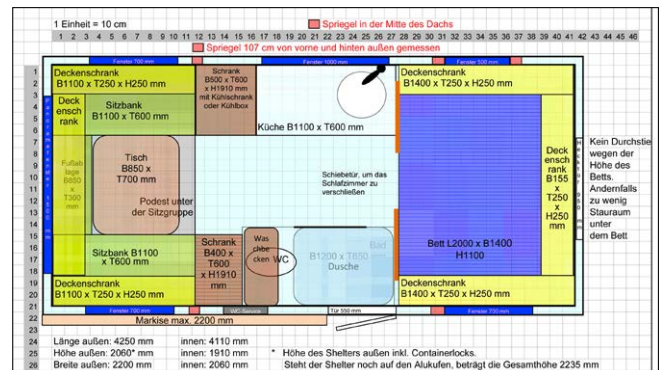 1 Einheit = 10 cm
Spriegel in der Mitte des Dachs
1 2 3 4 5 6 7 8 9 10 11 12 13 14 15 16 17 18 19 20 21 22 23 24 25 26 27 28 29 30 31 32 33 34 35 36 37 38 39 40 41 42 43 44 45 46
Spriegel 107 cm von vorne und hinten außen gemessen
Fenster 700 mm
Fenster 1000 mm
Fenster 500 mm
Deckenschrank
B1100 x T250 x H250 mm
Schrank
B500 x T600
x H1910 mm
mit Kühlschrank
oder Kühlbox
Deckenschrank
B1400 x T250 x H250 mm
Deck
ensch
rank
Sitzbank
B1100 x T600 mm
Küche B1100 x T600 mm
Fußab
lage
B850
x
T300
mm
Tisch
B850 x
T700 mm
Podest unter
der Sitzgruppe
Schiebetür, um das
Schlafzimmer zu
verschließen
Deck
ensch
rank
B155
x
T250
x
H250
mm
Kein Durchstie
wegen der
Höhe des
Betts.
Andernfalls
zu wenig
Stauraum
unter
dem Bett
Sitzbank B1100
x T600 mm
Schrank
B400 x
T600
x H1910
mm
Was
chbe
cken
WC
Bad
B1200 x T800
Dusche
Bett L2000 x B1400
H1100
Deckenschrank
B1100 x T250 x H250 mm
Deckenschrank
B1400 x T250 x H250 mm
Fenster 700 mm
WC-Service
Tür 550 mm
Fenster 700 mm
Markise max. 2200 mm
1
2
3
4
5
6
7
8
9
10
11
12
13
14
15
16
17
18
19
20
21
22
23
24
25
26
Länge außen: 4250 mm innen: 4110 mm
Höhe außen: 2060* mm innen: 1910 mm * Höhe des Shelters außen inkl. Containerlocks.
Breite außen: 2200 mm innen: 2060 mm Steht der Shelter noch auf den Alukufen, beträgt die Gesamthöhe 2235 mm